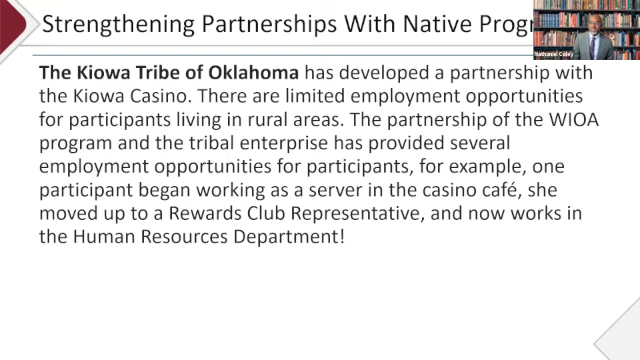 Strengthening Partnerships With Native
Nathaniel Coley
The Kiowa Tribe of Oklahoma has developed a partnership with
the Kiowa Casino. There are limited employment opportunities
for participants living in rural areas. The partnership of the WIOA
program and the tribal enterprise has provided several
employment opportunities for participants, for example, one
participant began working as a server in the casino café, she
moved up to a Rewards Club Representative, and now works in
the Human Resources Department!